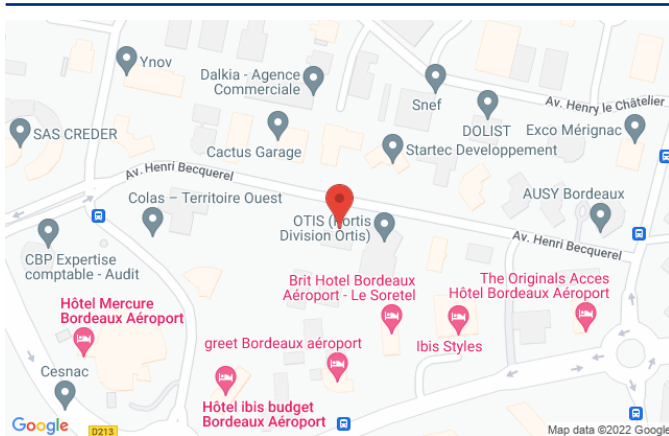 Ynov
Dalkia - Agence
Commerciale
Snef
Av. Henry le Châtelier
SAS CREDER
DOLIST
Exco Mérignac
Cactus Garage
Startec Developpement
Av. Henri Becquerel
Colas – Territoire Ouest
AUSY Bordeaux
OTIS (Portis
Division Ortis)
Av. Henri Becquerel
CBP Expertise
comptable - Audit
Brit Hotel Bordeaux
Aéroport - Le Soretel
The Originals Acces
Hôtel Bordeaux Aéroport
Hôtel Mercure
Bordeaux Aéroport
greet Bordeaux aéroport
Ibis Styles
Cesnac
Hôtel ibis budget
Bordeaux Aéroport
Google
D213
Map data ©2022 Google